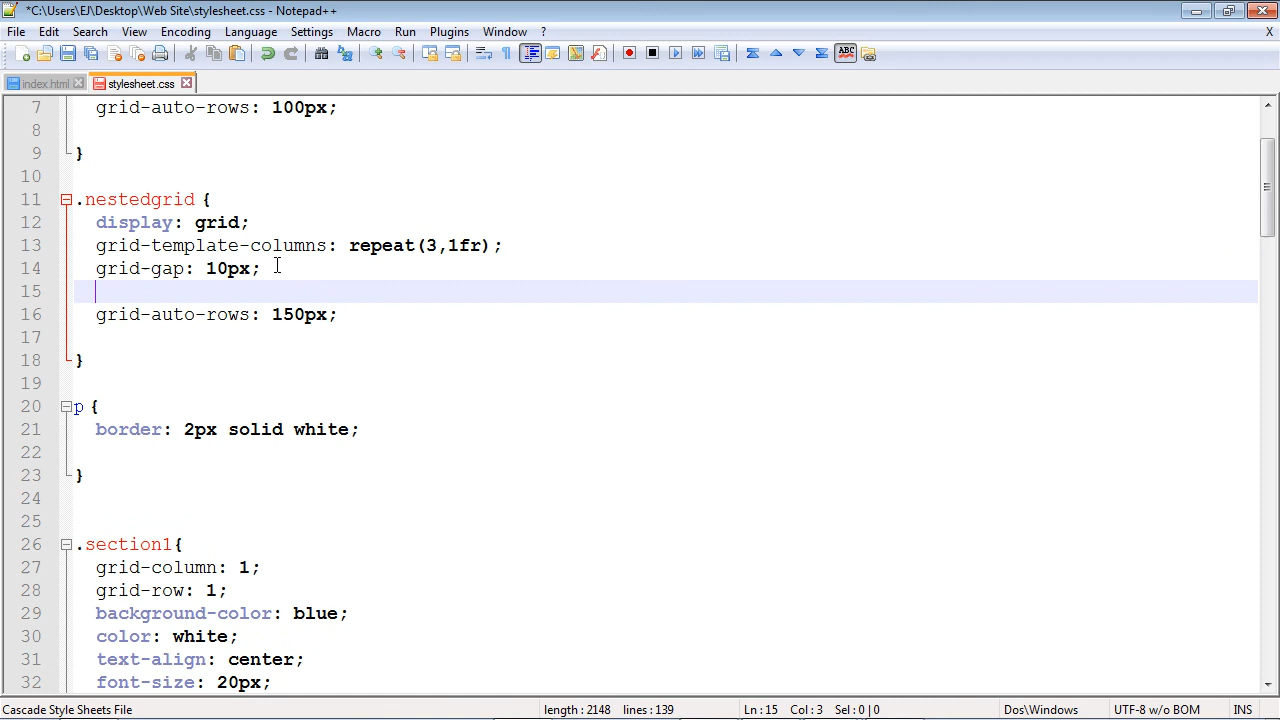 *C:\Users\EJ\Desktop\Web Site\stylesheet.css - Notepad++
File Edit Search View Encoding Language Settings Macro Run Plugins Window ? X
ABC
index.html stylesheet.css
7 grid-auto-rows: 100px;
8
9 }
10
11 .nestedgrid {
12 display: grid;
13 grid-template-columns: repeat(3,1fr);
14 grid-gap: 10px;
15
16 grid-auto-rows: 150px;
17
18 }
19
20 p {
21 border: 2px solid white;
22
23 }
24
25
26 .section1{
27 grid-column: 1;
28 grid-row: 1;
29 background-color: blue;
30 color: white;
31 text-align: center;
32 font-size: 20px;
Cascade Style Sheets File length : 2148 lines : 139 Ln : 15 Col : 3 Sel : 0 | 0 Dos\Windows UTF-8 w/o BOM INS